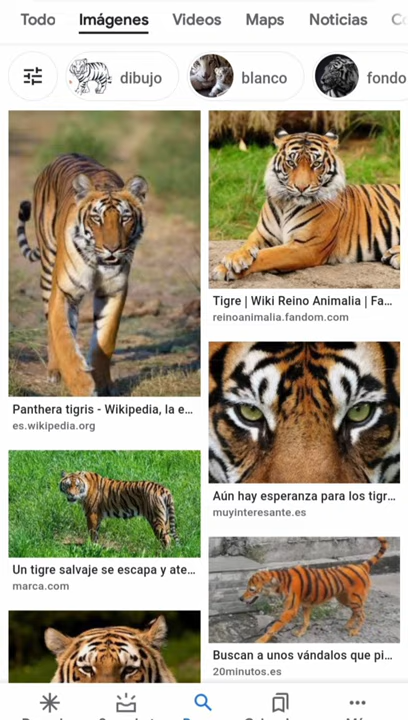 Todo Imágenes Videos Maps Noticias
dibujo blanco fondo
Panthera tigris - Wikipedia, la e...
es.wikipedia.org
Un tigre salvaje se escapa y ate...
marca.com
Tigre | Wiki Reino Animalia | Fa...
reinoanimalia.fandom.com
Aún hay esperanza para los tigr...
muyinteresante.es
Buscan a unos vándalos que pi...
20minutos.es